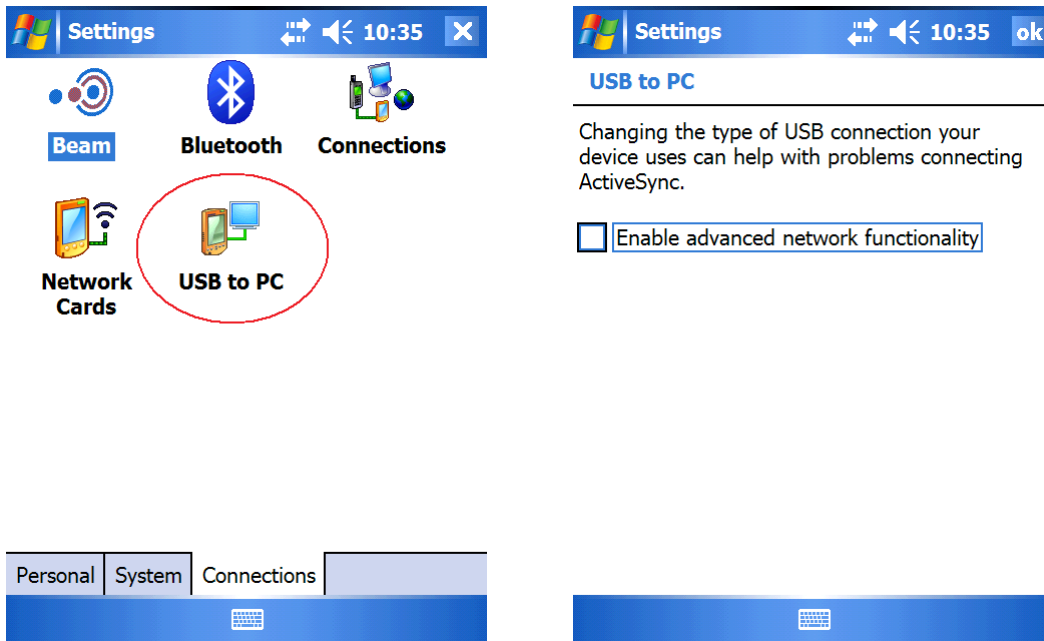 Settings 10:35
Beam Bluetooth Connections
Network Cards
USB to PC
Personal System Connections
Settings 10:35 ok
USB to PC
Changing the type of USB connection your
device uses can help with problems connecting
ActiveSync.
Enable advanced network functionality